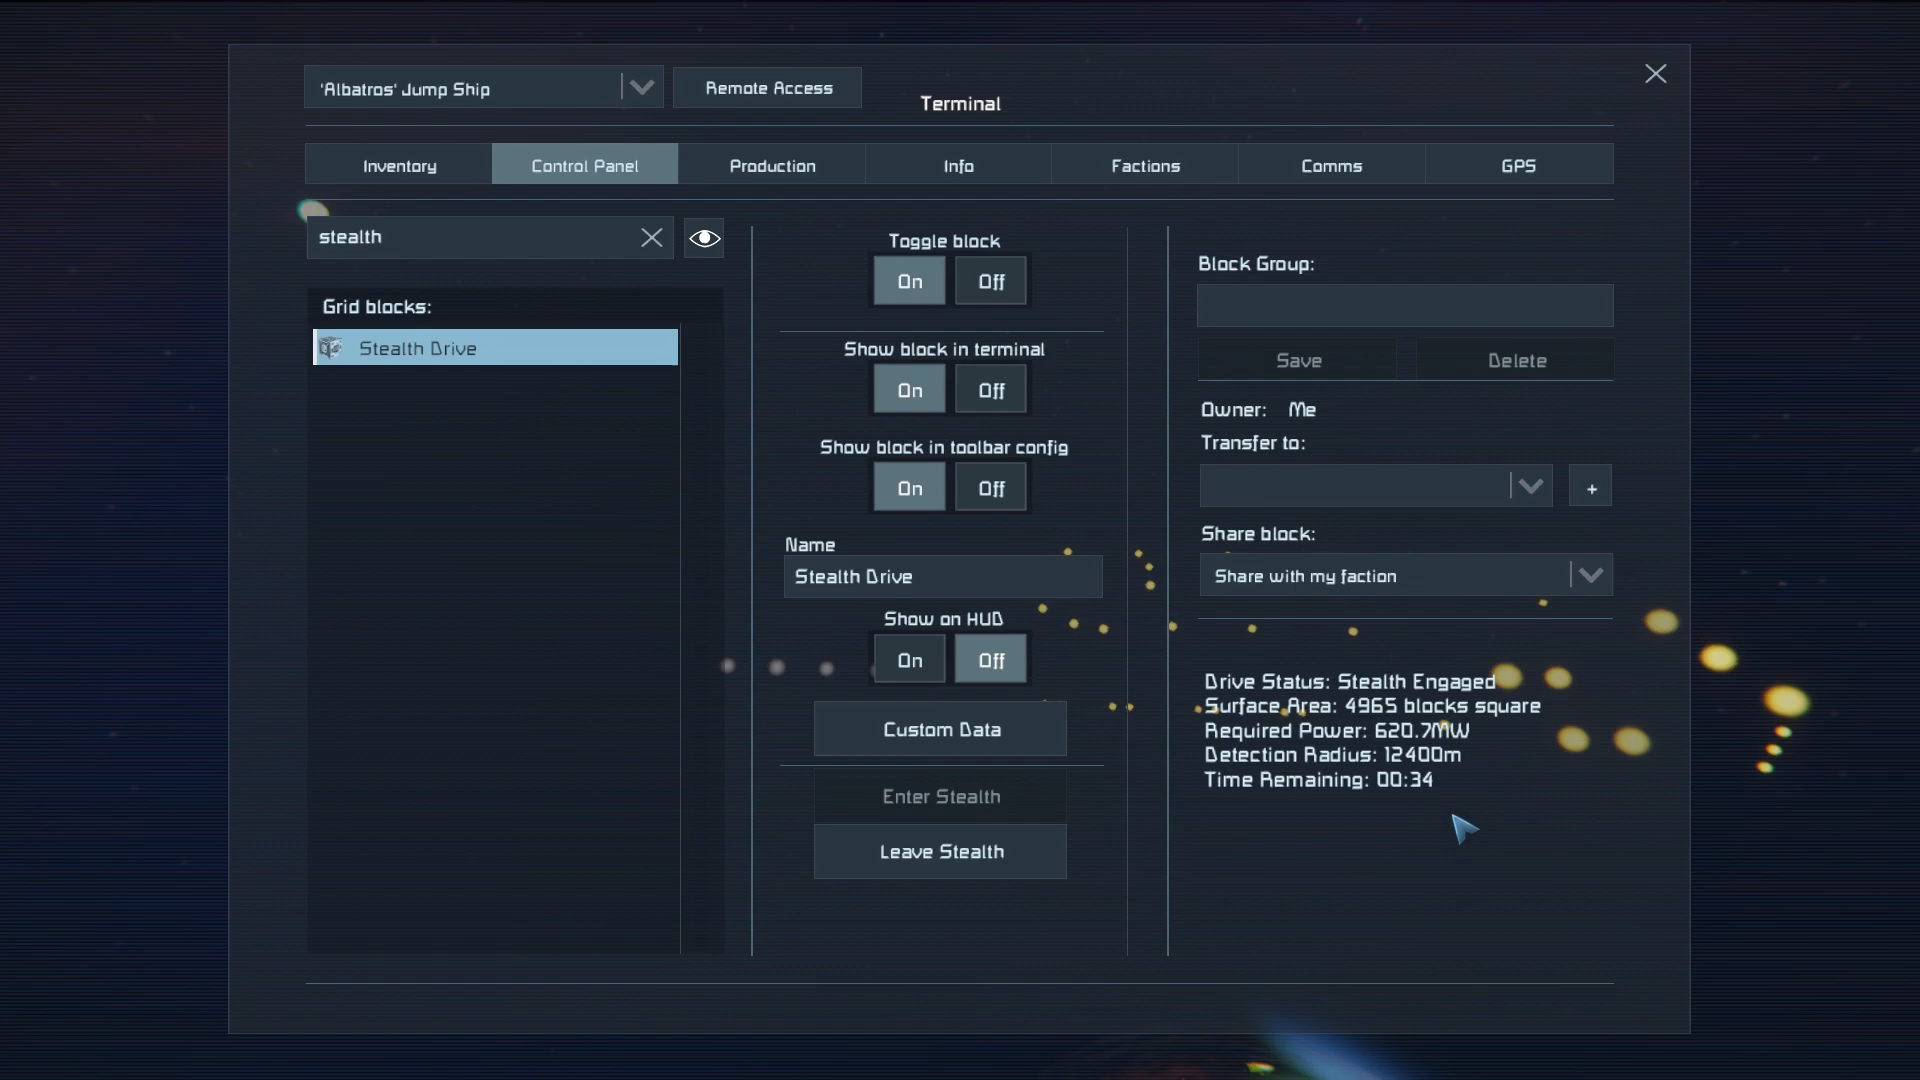 'Albatros' Jump Ship
Remote Access
Terminal
Inventory
Control Panel
Production
Info
Factions
Comms
GPS
stealth
Grid blocks:
Stealth Drive
Toggle block
On
Off
Show block in terminal
On
Off
Show block in toolbar config
On
Off
Name
Stealth Drive
Show on HUD
On
Off
Custom Data
Enter Stealth
Leave Stealth
Block Group:
Save
Delete
Owner: Me
Transfer to:
+
Share block:
Share with my faction
Drive Status: Stealth Engaged
Surface Area: 4965 blocks square
Required Power: 620.7MW
Detection Radius: 12400m
Time Remaining: 00:34